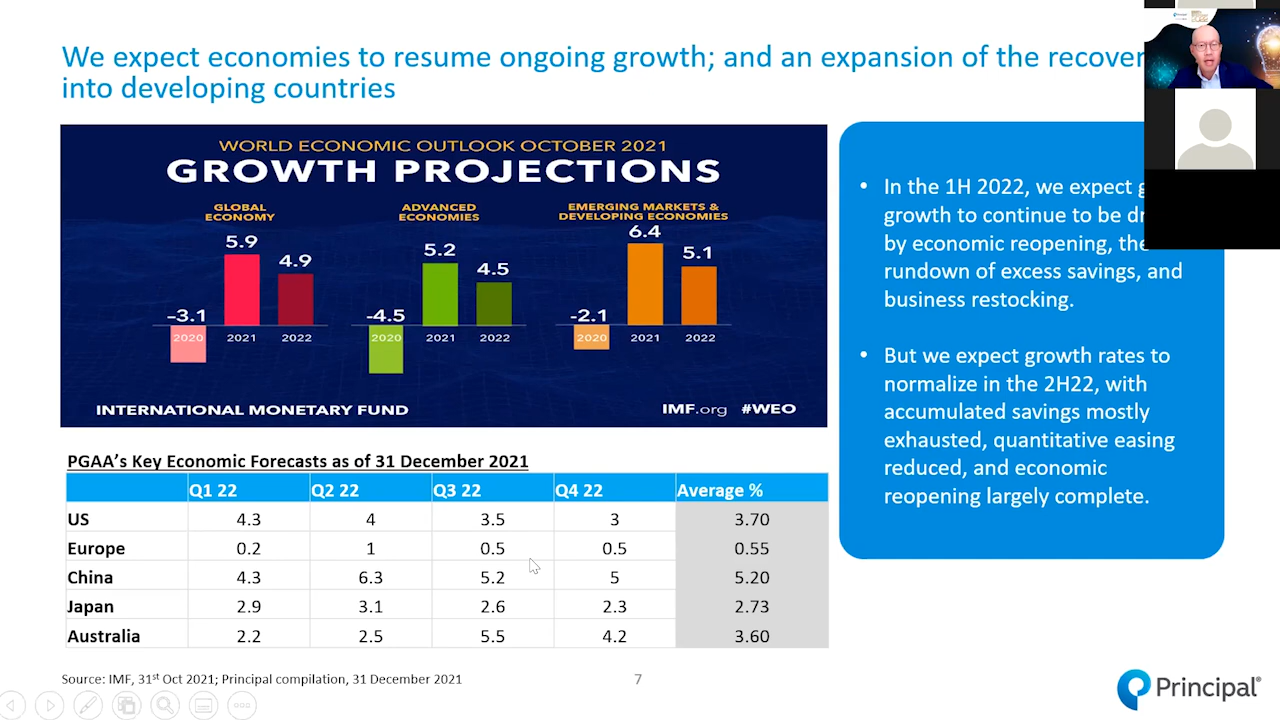 We expect economies to resume ongoing growth; and an expansion of the
into developing countries
WORLD ECONOMIC OUTLOOK OCTOBER 2021
GROWTH PROJECTIONS
GLOBAL
ECONOMY
ADVANCED
ECONOMIES
EMERGING MARKETS &
DEVELOPING ECONOMIES
5.9
4.9
–3.1
2020
2021
2022
5.2
4.5
-4.5
2020
2021
2022
6.4
5.1
-2.1
2020
2021
2022
INTERNATIONAL MONETARY FUND
IMF.org #WEO
In the 1H 2022, we expect
growth to continue to be
by economic reopening, the
rundown of excess savings, and
business restocking.
But we expect growth rates to
normalize in the 2H22, with
accumulated savings mostly
exhausted, quantitative easing
reduced, and economic
reopening largely complete.
PGAA's Key Economic Forecasts as of 31 December 2021
Q1 22 Q2 22 Q3 22 Q4 22 Average %
US 4.3 4 3.5 3 3.70
Europe 0.2 1 0.5 0.5 0.55
China 4.3 6.3 5.2 5 5.20
Japan 2.9 3.1 2.6 2.3 2.73
Australia 2.2 2.5 5.5 4.2 3.60
Source: IMF, 31st Oct 2021; Principal compilation, 31 December 2021
7
Principal®